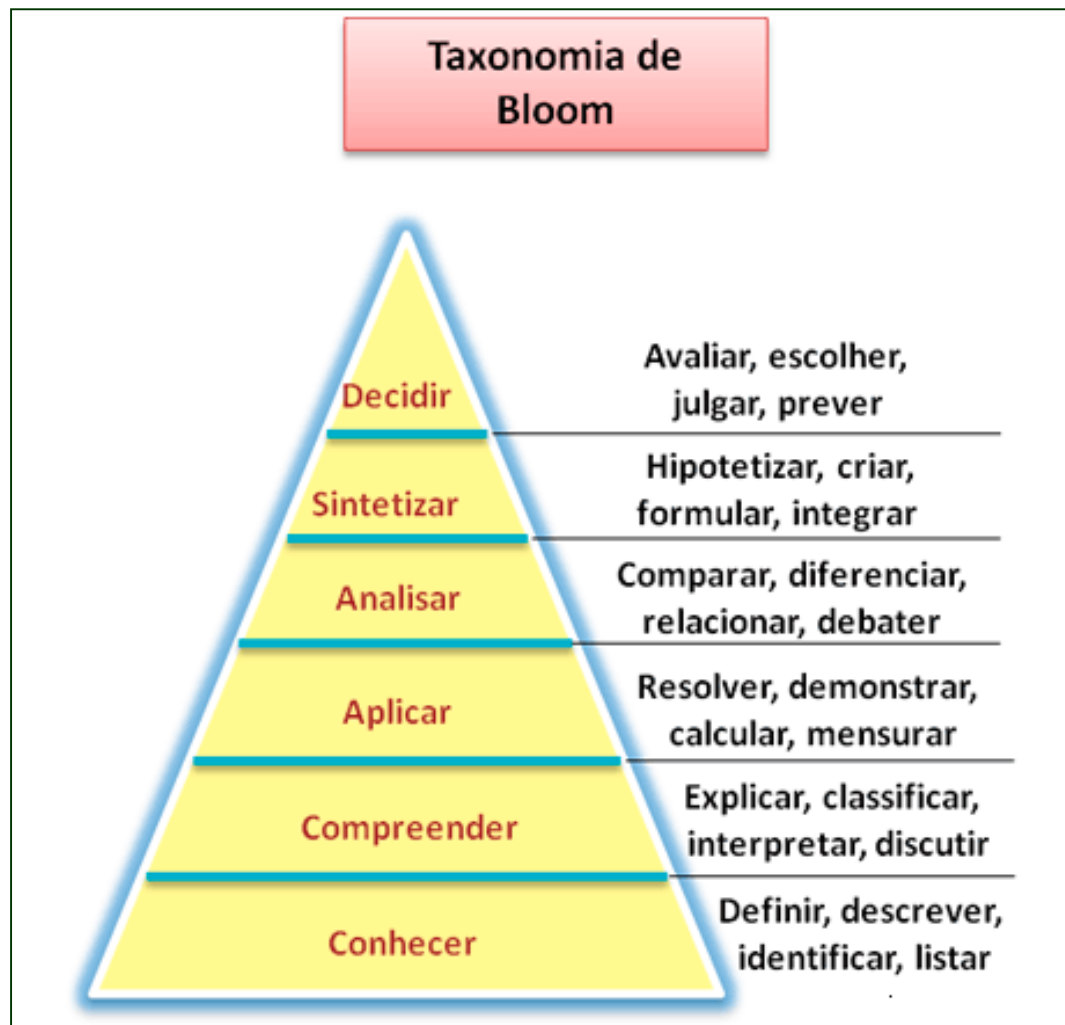 Taxonomia de
Bloom
Decidir
Avaliar, escolher,
julgar, prever
Sintetizar
Hipotetizar, criar,
formular, integrar
Analisar
Comparar, diferenciar,
relacionar, debater
Aplicar
Resolver, demonstrar,
calcular, mensurar
Compreender
Explicar, classificar,
interpretar, discutir
Conhecer
Definir, descrever,
identificar, listar
.